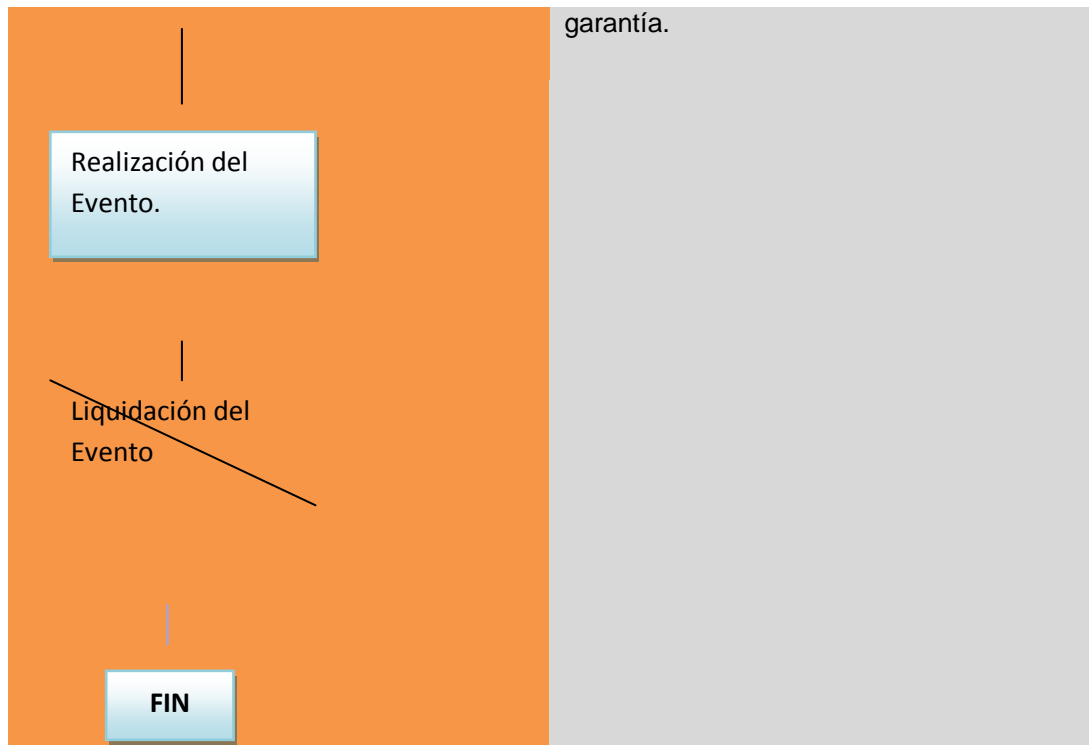 garantía.
Realización del
Evento.
Liquidación del
Evento
FIN